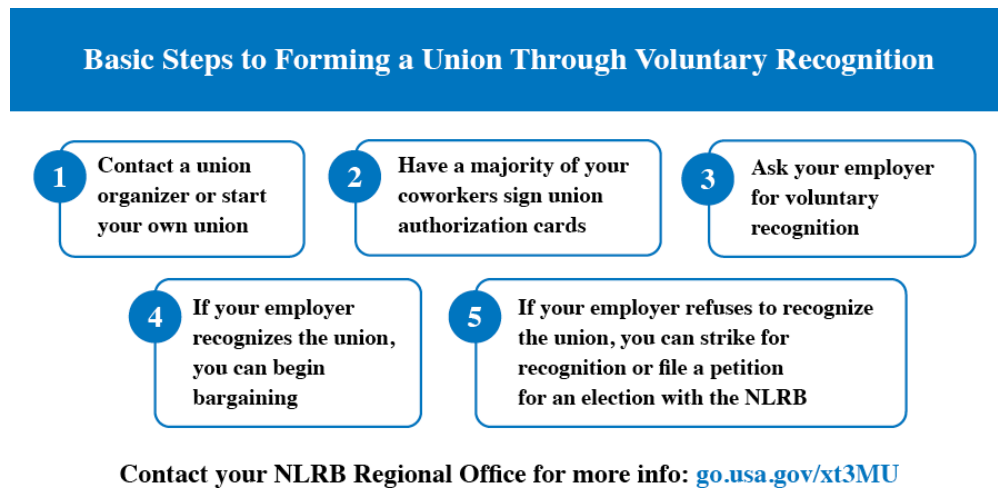 Basic Steps to Forming a Union Through Voluntary Recognition
1
Contact a union
organizer or start
your own union
2
Have a majority of your
coworkers sign union
authorization cards
3
Ask your employer
for voluntary
recognition
4
If your employer
recognizes the union,
you can begin
bargaining
5
If your employer refuses to recognize
the union, you can strike for
recognition or file a petition
for an election with the NLRB
Contact your NLRB Regional Office for more info: go.usa.gov/xt3MU